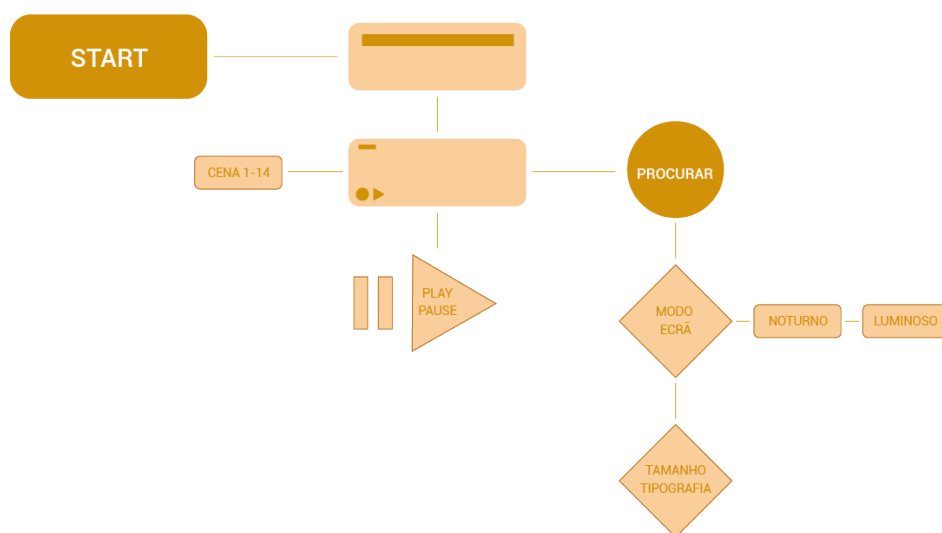 START
CENA 1-14
PROCURAR
PLAY
PAUSE
MODO
ECRÃ
NOTURNO
LUMINOSO
TAMANHO
TIPOGRAFIA